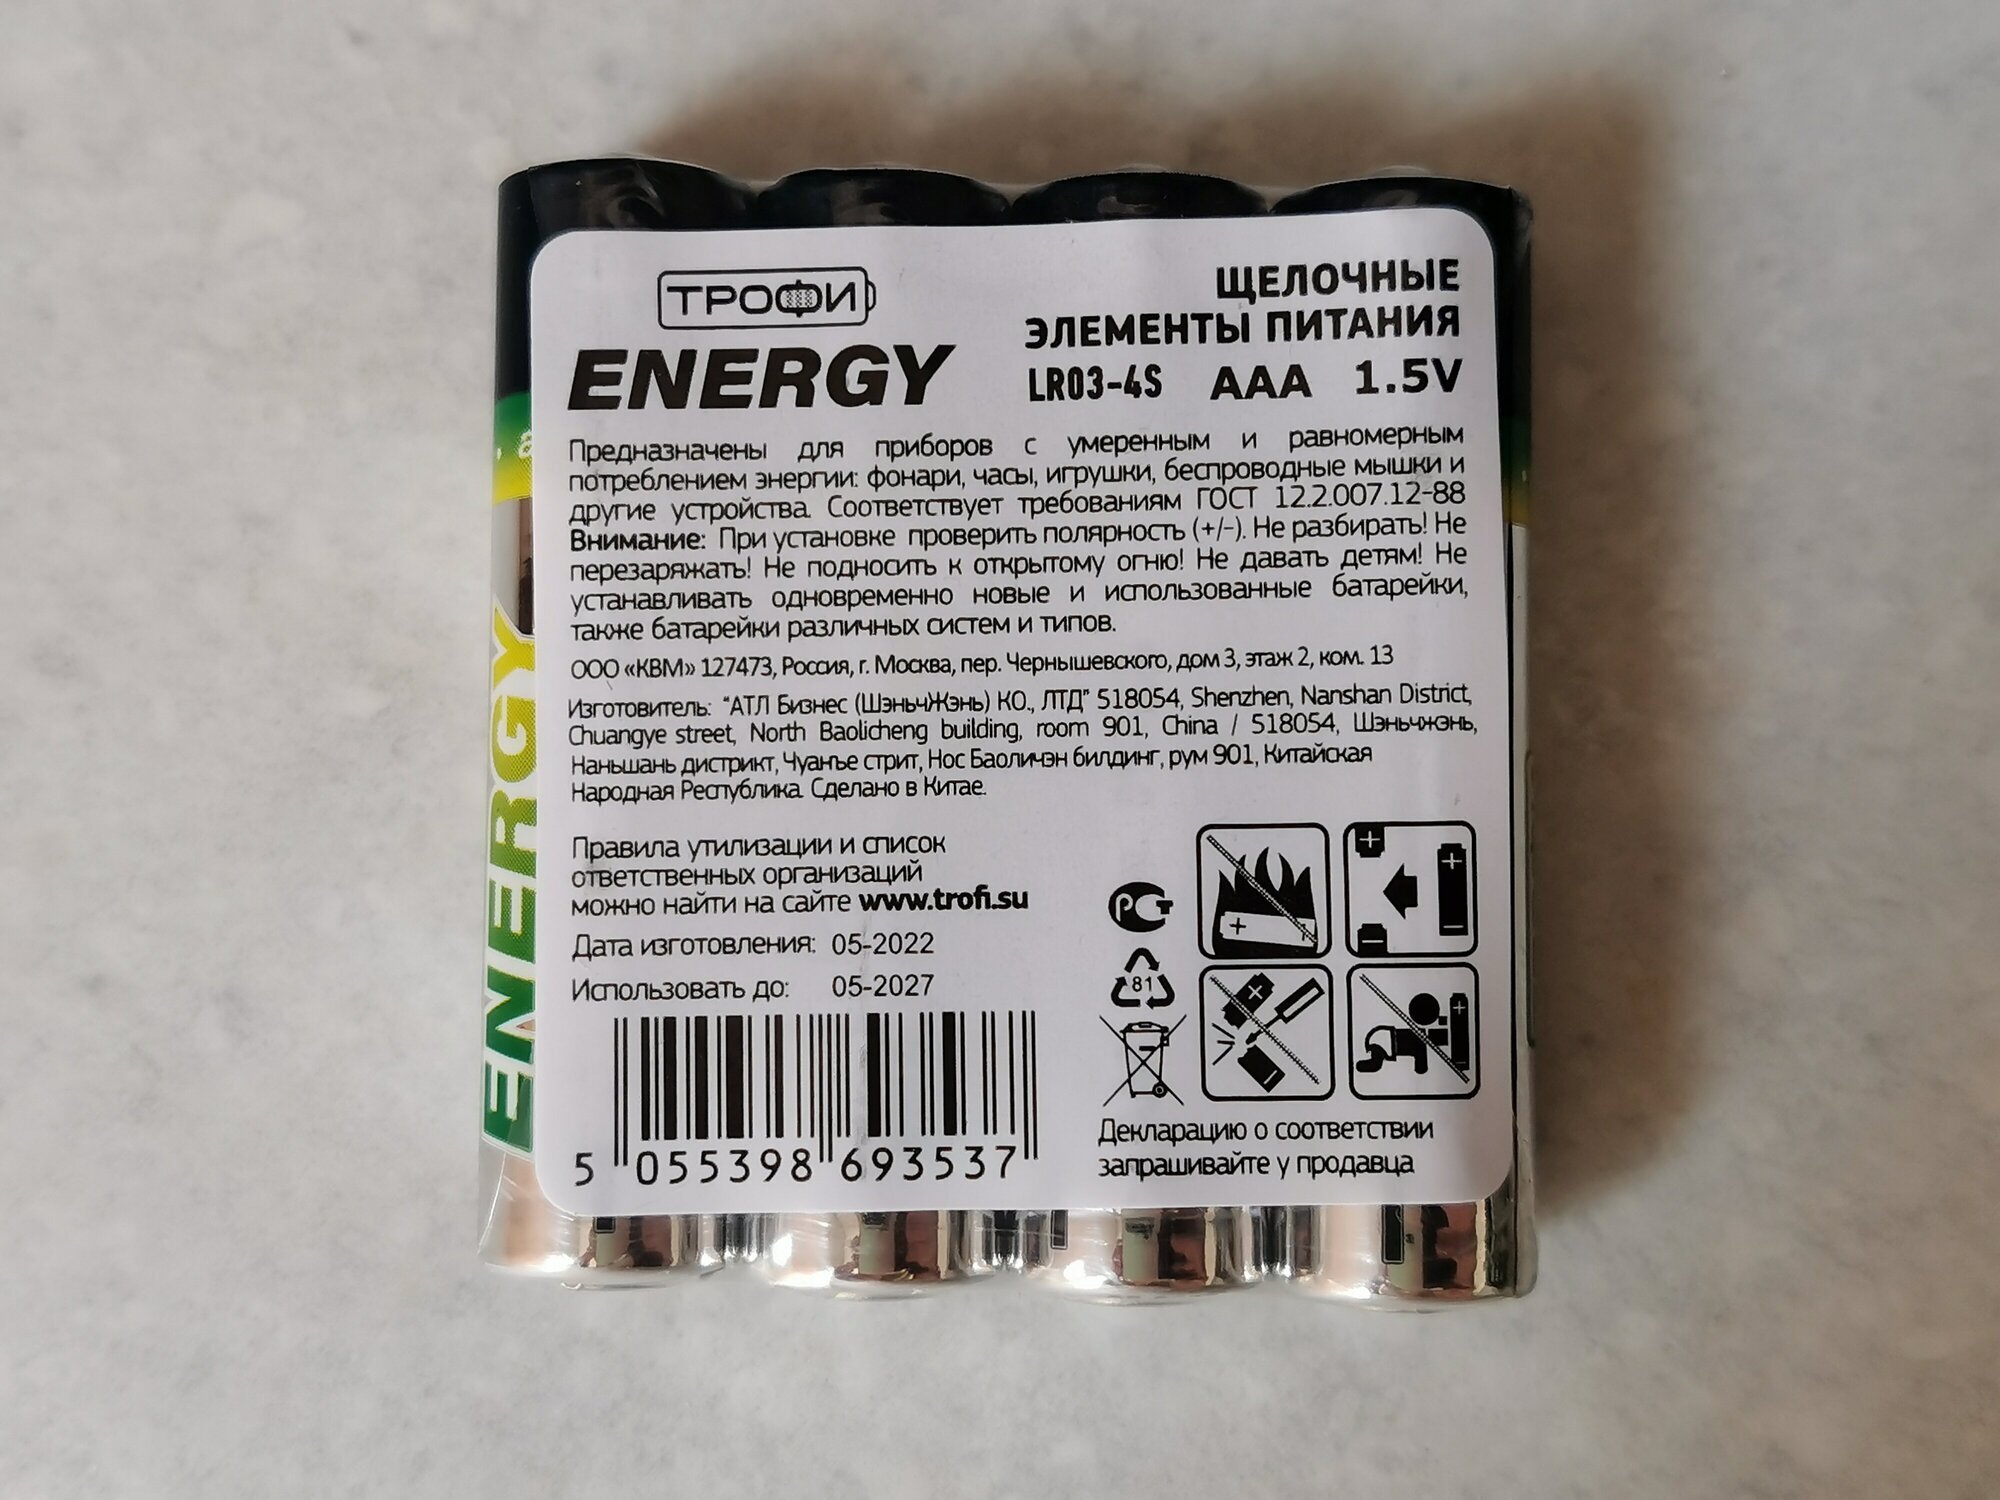 ТРОФИ
ENERGY
ЩЕЛОЧНЫЕ
ЭЛЕМЕНТЫ ПИТАНИЯ
LR03-4S AAA 1.5V
Предназначены для приборов с умеренным и равномерным
потреблением энергии: фонари, часы, игрушки, беспроводные мышки и
другие устройства. Соответствует требованиям ГОСТ 12.2.007.12-88
Внимание: При установке проверить полярность (+/-). Не разбирать! Не
перезаряжать! Не подносить к открытому огню! Не давать детям! Не
устанавливать одновременно новые и использованные батарейки,
также батарейки различных систем и типов.
ООО «КВМ» 127473, Россия, г. Москва, пер. Чернышевского, дом 3, этаж 2, ком. 13
Изготовитель: "АТЛ Бизнес (ШэньчЖэнь) КО., ЛТД" 518054, Shenzhen, Nanshan District,
Chuangye street, North Baolicheng building, room 901, China / 518054, Шэньчжэнь,
Наньшань дистрикт, Чуанъе стрит, Нос Баоличэн билдинг, рум 901, Китайская
Народная Республика. Сделано в Китае.
Правила утилизации и список
ответственных организаций
можно найти на сайте www.trofi.su
Дата изготовления: 05-2022
Использовать до: 05-2027
5 055398 693537
РСТ
81
Декларацию о соответствии
запрашивайте у продавца
ENERGY